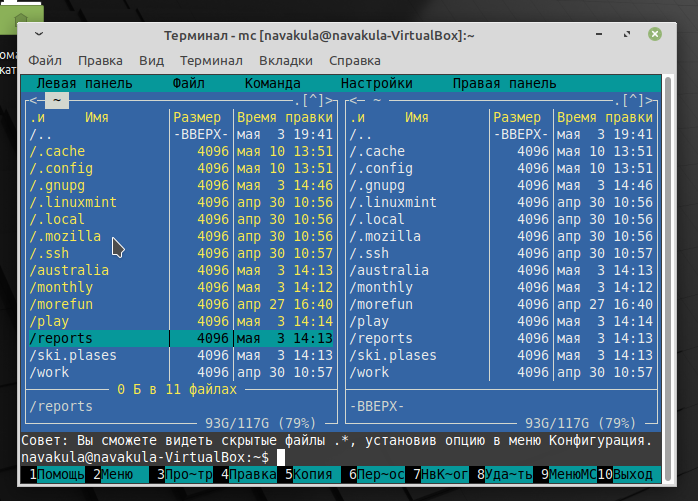 Терминал - mc [navakula@navakula-VirtualBox]:~
Файл Правка Вид Терминал Вкладки Справка
Левая панель Файл Команда Настройки Правая панель
<─ ~ ─.[^]> <─ ~ ─.[^]>
.и Имя Размер Время правки .и Имя Размер Время правки
/.. -ВВЕРХ- мая 3 19:41 /.. -ВВЕРХ- мая 3 19:41
/.cache 4096 мая 10 13:51 /.cache 4096 мая 10 13:51
/.config 4096 мая 10 13:51 /.config 4096 мая 10 13:51
/.gnupg 4096 мая 3 14:46 /.gnupg 4096 мая 3 14:46
/.linuxmint 4096 апр 30 10:56 /.linuxmint 4096 апр 30 10:56
/.local 4096 апр 30 10:56 /.local 4096 апр 30 10:56
/.mozilla 4096 апр 30 10:56 /.mozilla 4096 апр 30 10:56
/.ssh 4096 апр 30 10:57 /.ssh 4096 апр 30 10:57
/australia 4096 мая 3 14:13 /australia 4096 мая 3 14:13
/monthly 4096 мая 3 14:12 /monthly 4096 мая 3 14:12
/morefun 4096 апр 27 16:40 /morefun 4096 апр 27 16:40
/play 4096 мая 3 14:14 /play 4096 мая 3 14:14
/reports 4096 мая 3 14:13 /reports 4096 мая 3 14:13
/ski.plases 4096 мая 3 14:13 /ski.plases 4096 мая 3 14:13
/work 4096 апр 30 10:57 /work 4096 апр 30 10:57
0 Б в 11 файлах
/reports -ВВЕРХ-
93G/117G (79%) 93G/117G (79%)
Совет: Вы сможете видеть скрытые файлы .*, установив опцию в меню Конфигурация.
navakula@navakula-VirtualBox:~$
1Помощь 2Меню 3Про~тр 4Правка 5Копия 6Пер~ос 7НвК~ог 8Уда~ть 9МенюMC 10Выход